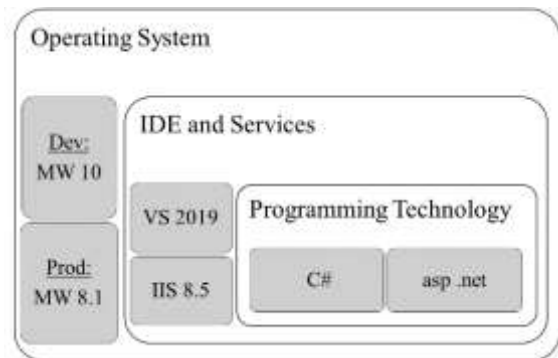 Operating System
IDE and Services
Dev:
MW 10
VS 2019
Programming Technology
Prod:
MW 8.1
IIS 8.5
C#
asp .net